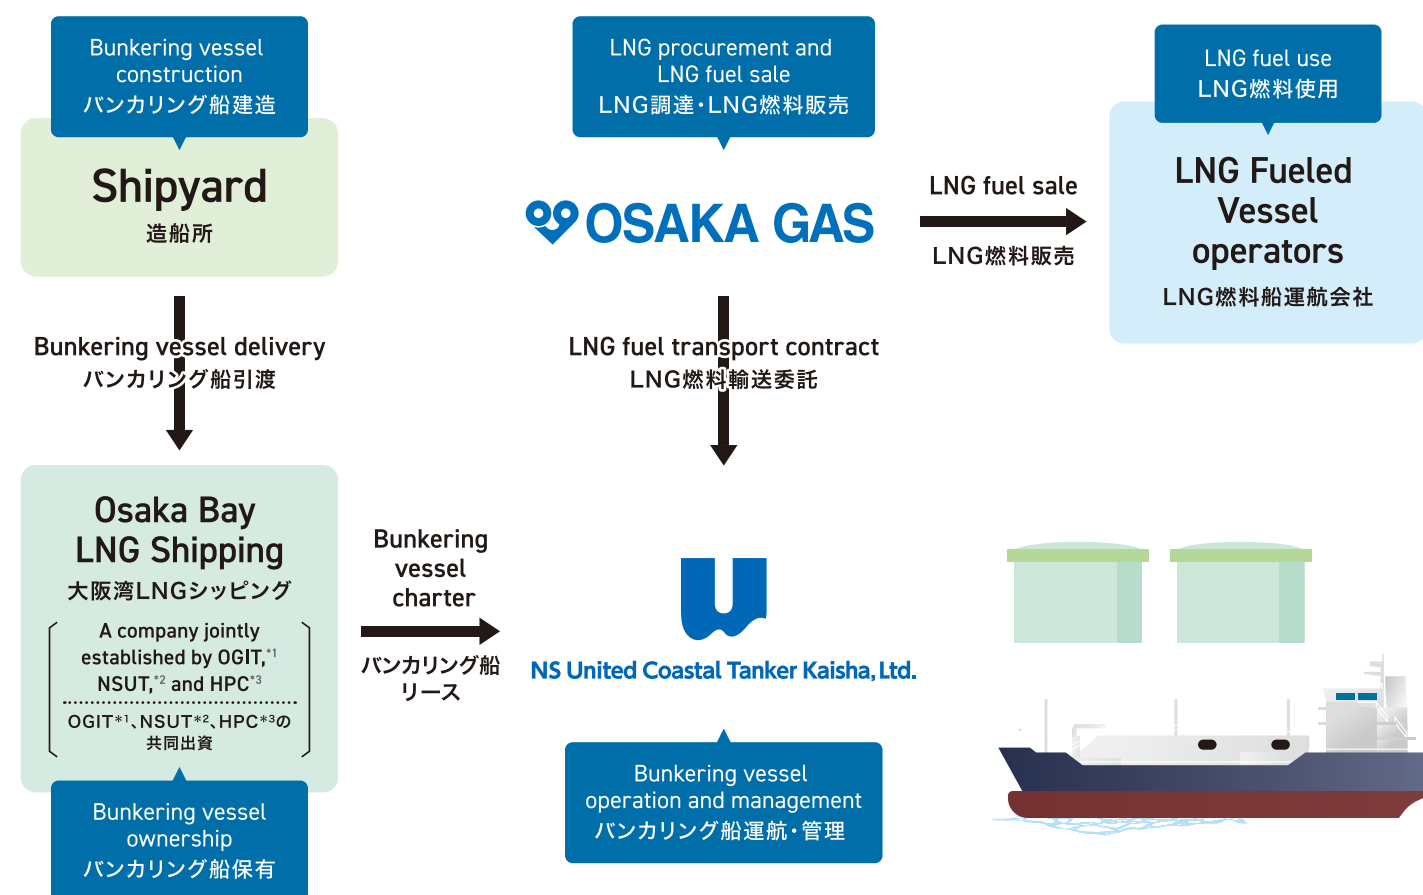 Bunkering vessel
construction
バンカリング船建造
Shipyard
造船所
Bunkering vessel delivery
バンカリング船引渡
Osaka Bay
LNG Shipping
大阪湾LNGシッピング
A company jointly
established by OGIT,*1
NSUT,*2 and HPC*3
OGIT*1、NSUT*2、HPC*3の
共同出資
Bunkering vessel
ownership
バンカリング船保有
Bunkering
vessel
charter
バンカリング船
リース
LNG procurement and
LNG fuel sale
LNG調達・LNG燃料販売
OSAKA GAS
LNG fuel transport contract
LNG燃料輸送委託
NS United Coastal Tanker Kaisha, Ltd.
Bunkering vessel
operation and management
バンカリング船運航・管理
LNG fuel sale
LNG燃料販売
LNG fuel use
LNG燃料使用
LNG Fueled
Vessel
operators
LNG燃料船運航会社